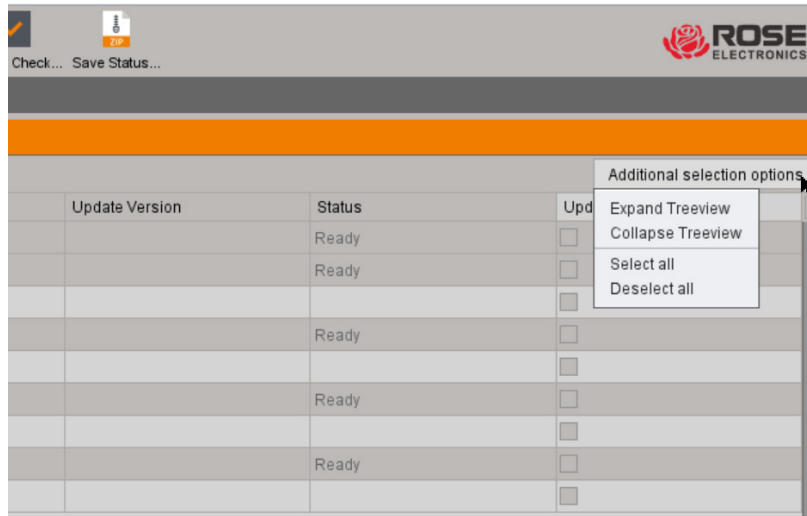 ZIP
Check... Save Status...
ROSE
ELECTRONICS
Additional selection options
Update Version Status Upd
Expand Treeview
Collapse Treeview
Select all
Deselect all
Ready
Ready
Ready
Ready
Ready